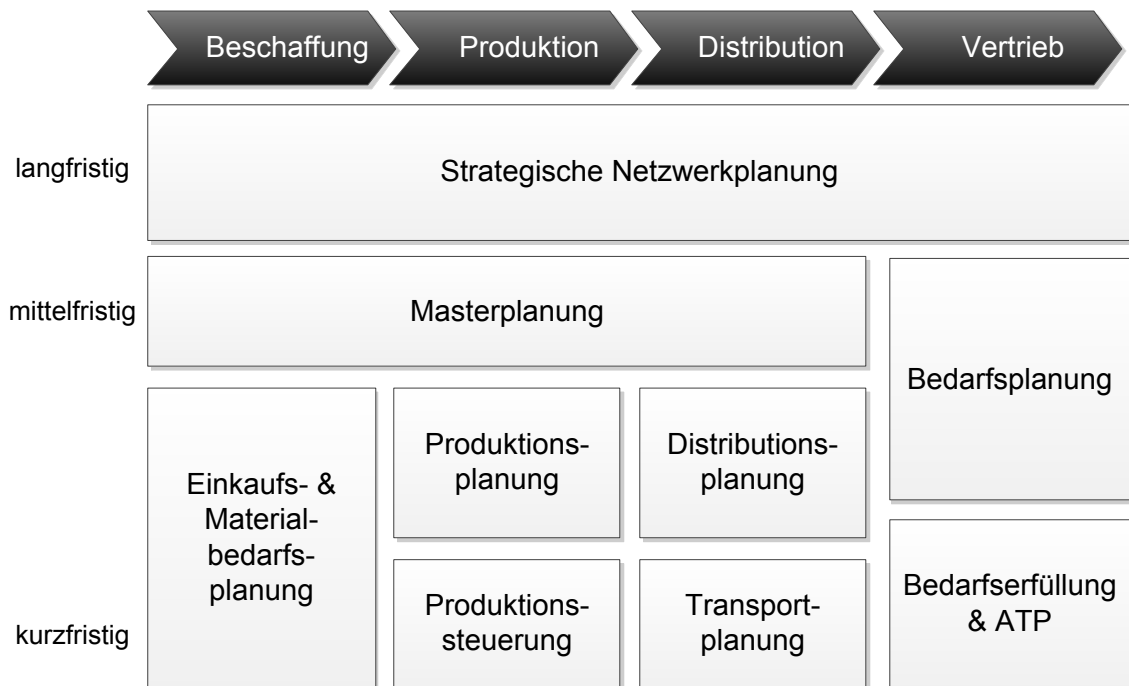 Beschaffung
Produktion
Distribution
Vertrieb
langfristig
Strategische Netzwerkplanung
mittelfristig
Masterplanung
Bedarfsplanung
Einkaufs- &
Material-
bedarfs-
planung
Produktions-
planung
Distributions-
planung
kurzfristig
Produktions-
steuerung
Transport-
planung
Bedarfserfüllung
& ATP